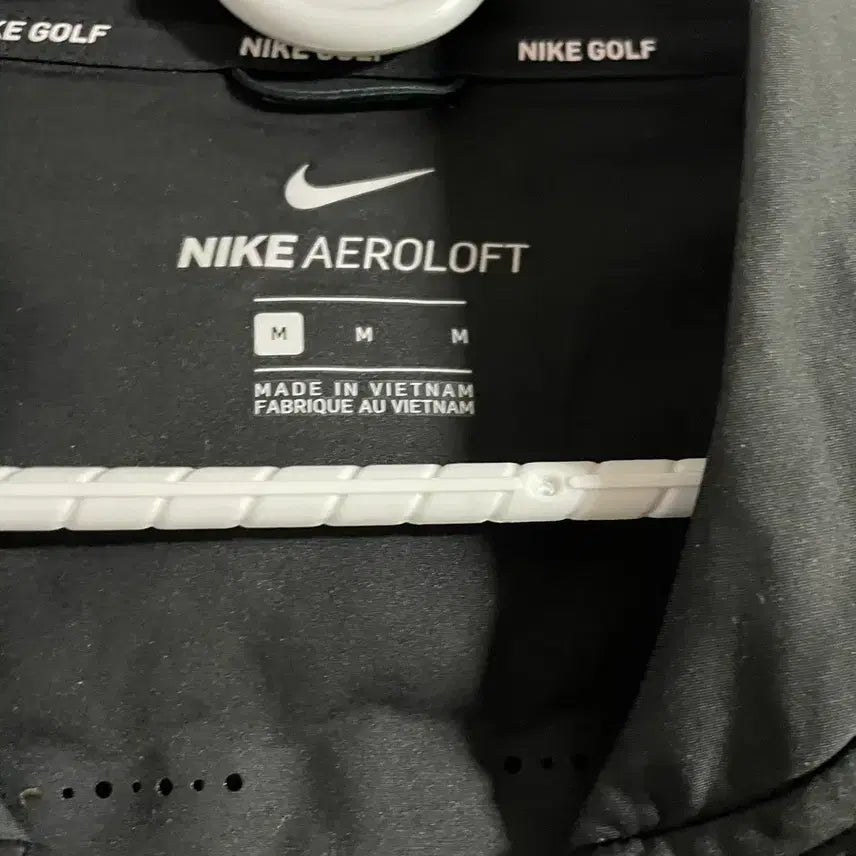 KE GOLF NIKE GOLF NIKE GOLF
NIKE AEROLOFT
M M M
MADE IN VIETNAM
FABRIQUE AU VIETNAM